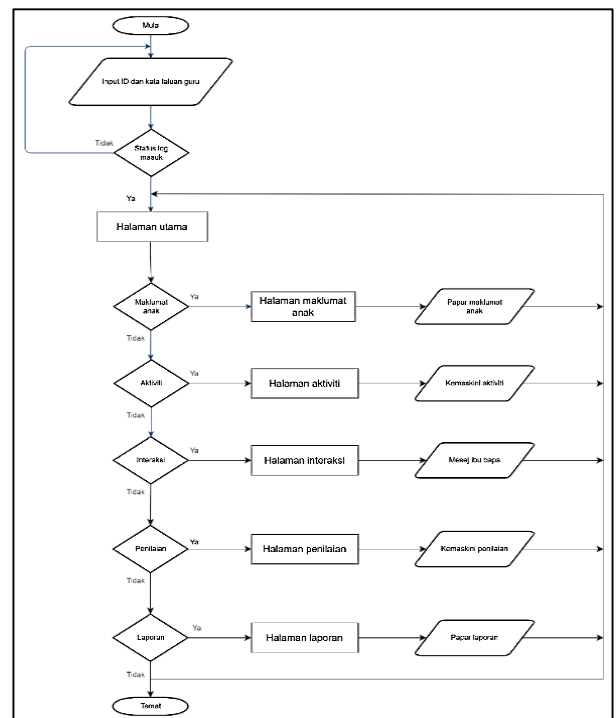 Mula
Input ID dan kata laluan guru
Tidak
Status log
masuk
Ya
Halaman utama
Maklumat
anak
Ya
Halaman maklumat
anak
Papar maklumat
anak
Tidak
Aktiviti
Ya
Halaman aktiviti
Kemaskini aktiviti
Tidak
Interaksi
Ya
Halaman interaksi
Mesej ibu bapa
Tidak
Penilaian
Ya
Halaman penilaian
Kemaskini penilaian
Tidak
Laporan
Ya
Halaman laporan
Papar laporan
Tidak
Tamat